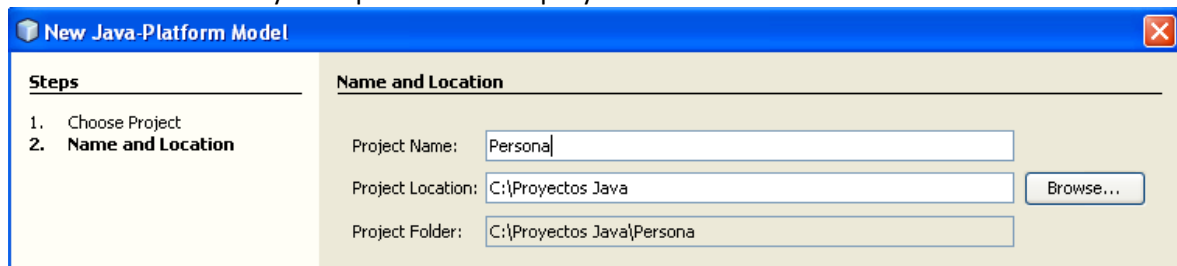 New Java-Platform Model
Steps
1. Choose Project
2. Name and Location
Name and Location
Project Name: Persona
Project Location: C:\Proyectos Java Browse...
Project Folder: C:\Proyectos Java\Persona